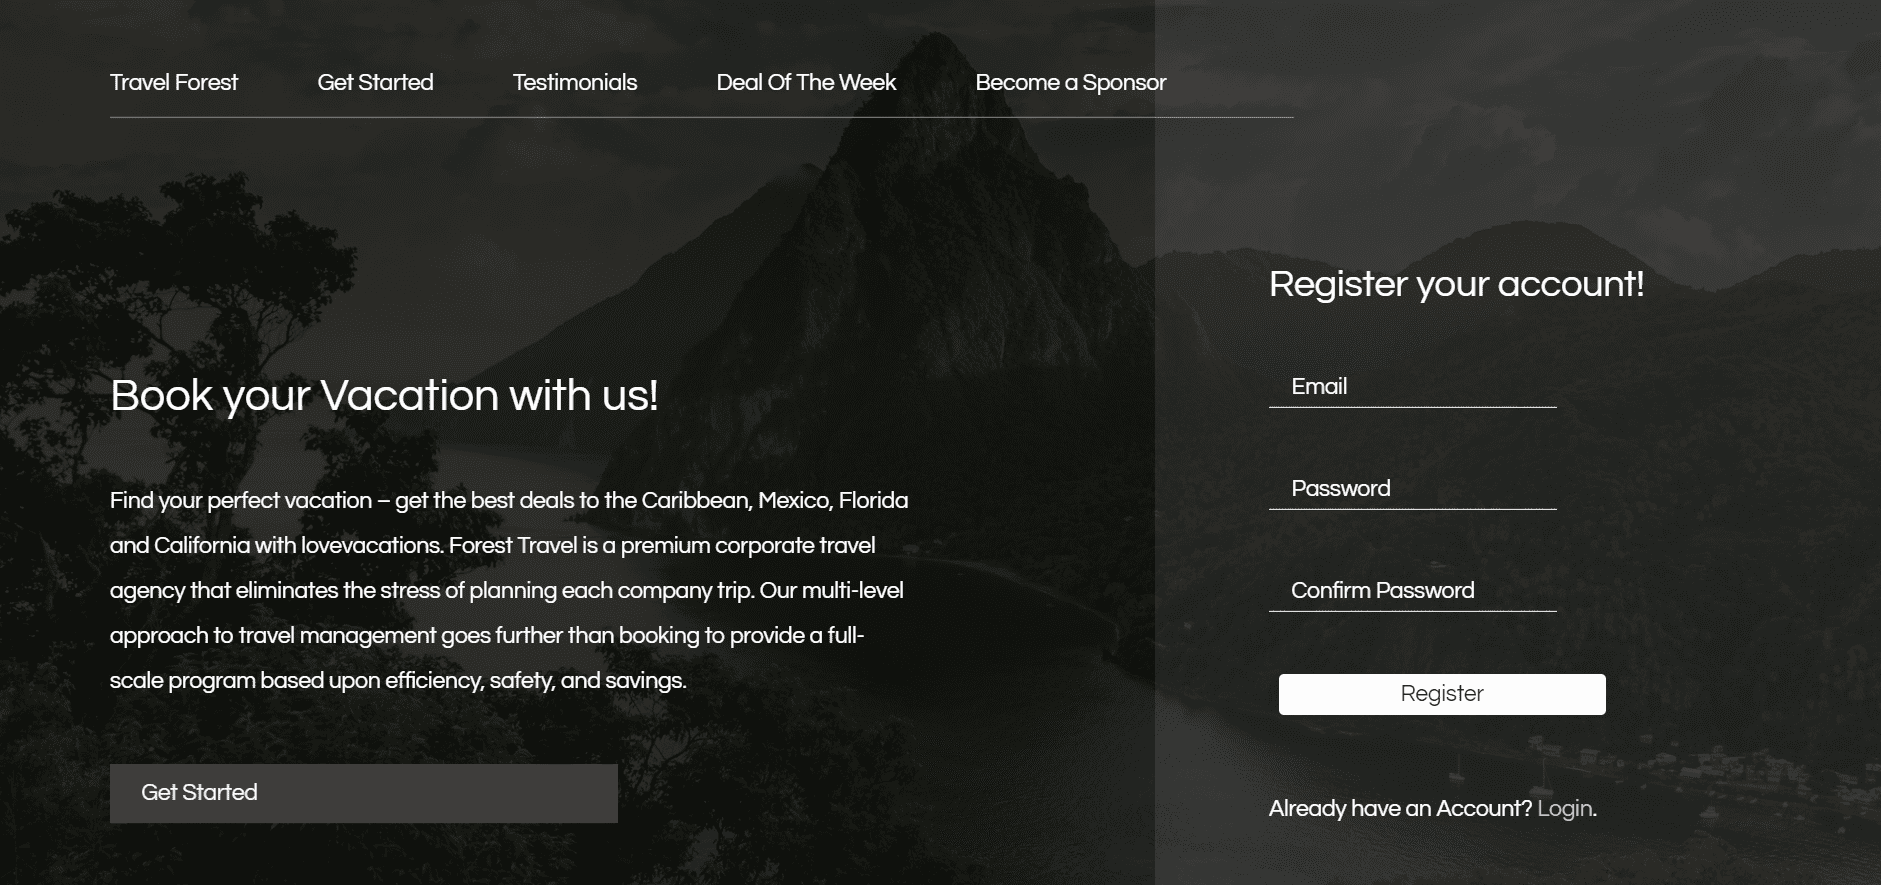 Travel Forest Get Started Testimonials Deal Of The Week Become a Sponsor
Book your Vacation with us!
Find your perfect vacation – get the best deals to the Caribbean, Mexico, Florida
and California with lovevacations. Forest Travel is a premium corporate travel
agency that eliminates the stress of planning each company trip. Our multi-level
approach to travel management goes further than booking to provide a full-
scale program based upon efficiency, safety, and savings.
Get Started
Register your account!
Email
Password
Confirm Password
Register
Already have an Account? Login.